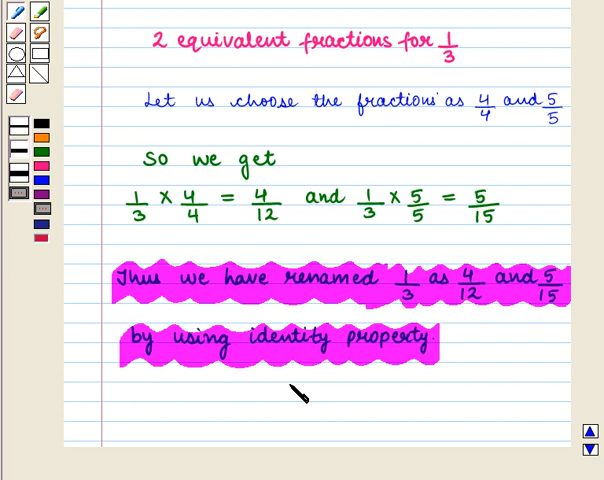 2 equivalent fractions for 1/3
Let us choose the fractions as 4/4 and 5/5
So we get
1/3 × 4/4 = 4/12 and 1/3 × 5/5 = 5/15
Thus we have renamed 1/3 as 4/12 and 5/15
by using identity property.